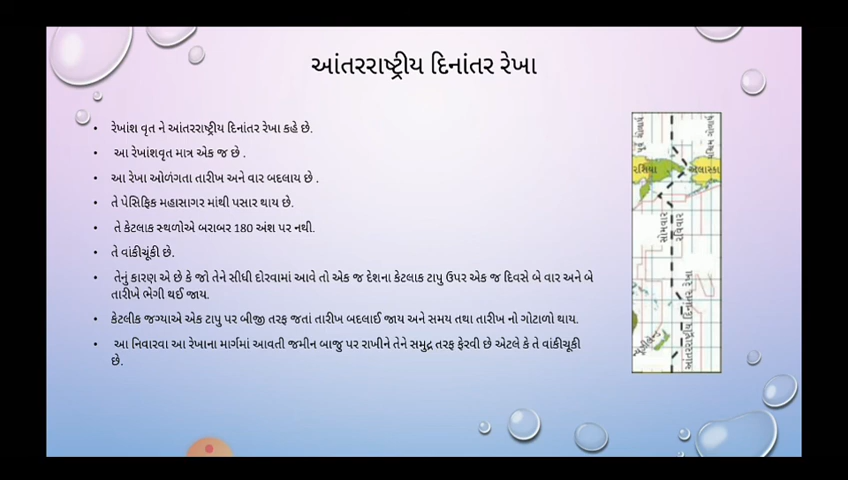 આંતરરાષ્ટ્રીય દિનાંતર રેખા
• રેખાંશ વૃત ને આંતરરાષ્ટ્રીય દિનાંતર રેખા કહે છે.
• આ રેખાંશવૃત માત્ર એક જ છે .
• આ રેખા ઓળંગતા તારીખ અને વાર બદલાય છે .
• તે પેસિફિક મહાસાગર માંથી પસાર થાય છે.
• તે કેટલાક સ્થળોએ બરાબર 180 અંશ પર નથી.
• તે વાંકીચૂંકી છે.
• તેનું કારણ એ છે કે જો તેને સીધી દોરવામાં આવે તો એક જ દેશના કેટલાક ટાપુ ઉપર એક જ દિવસે બે વાર અને બે
તારીખે ભેગી થઈ જાય.
• કેટલીક જગ્યાએ એક ટાપુ પર બીજી તરફ જતાં તારીખ બદલાઈ જાય અને સમય તથા તારીખ નો ગોટાળો થાય.
• આ નિવારવા આ રેખાના માર્ગમાં આવતી જમીન બાજુ પર રાખીને તેને સમુદ્ર તરફ ફેરવી છે એટલે કે તે વાંકીચૂકી
છે.
પૂર્વ ગોળાર્ધ
પશ્ચિમ ગોળાર્ધ
રશિયા
અલાસ્કા
સોમવાર
રવિવાર
આંતરરાષ્ટ્રીય દિનાંતર રેખા
ન્યૂઝીલેન્ડ